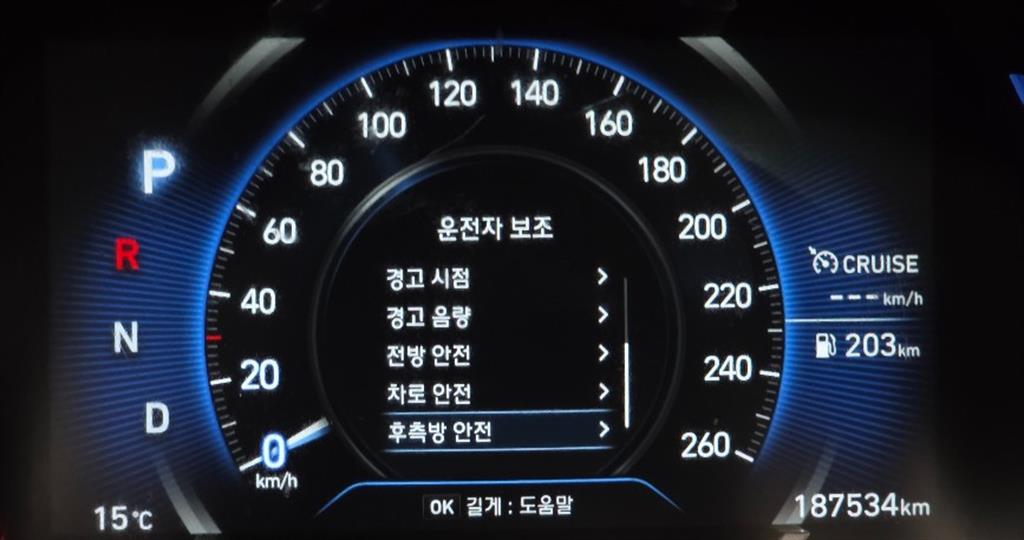 120 140
100 160
80 180
60 200
40 220
20 240
0 260
km/h
P
R
N
D
운전자 보조
경고 시점 >
경고 음량 >
전방 안전 >
차로 안전 >
후측방 안전 >
OK 길게 : 도움말
CRUISE
--- km/h
203km
15°C
187534km